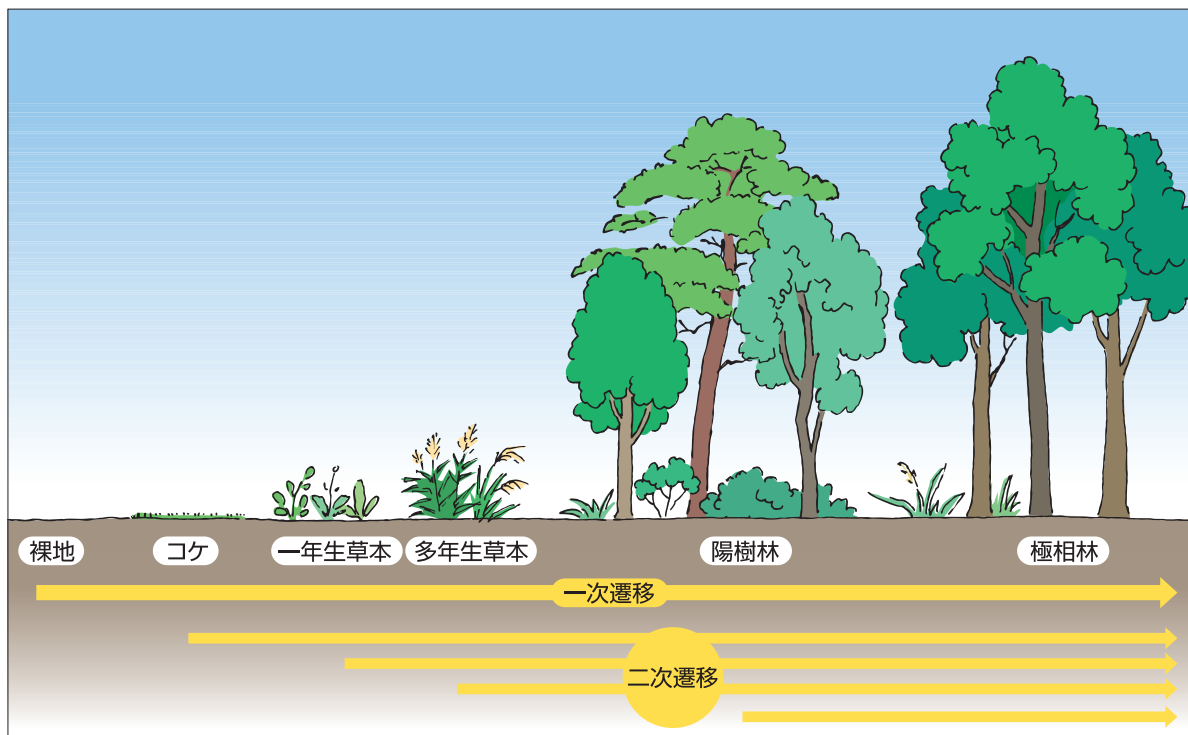 裸地
コケ
一年生草本
多年生草本
陽樹林
極相林
一次遷移
二次遷移